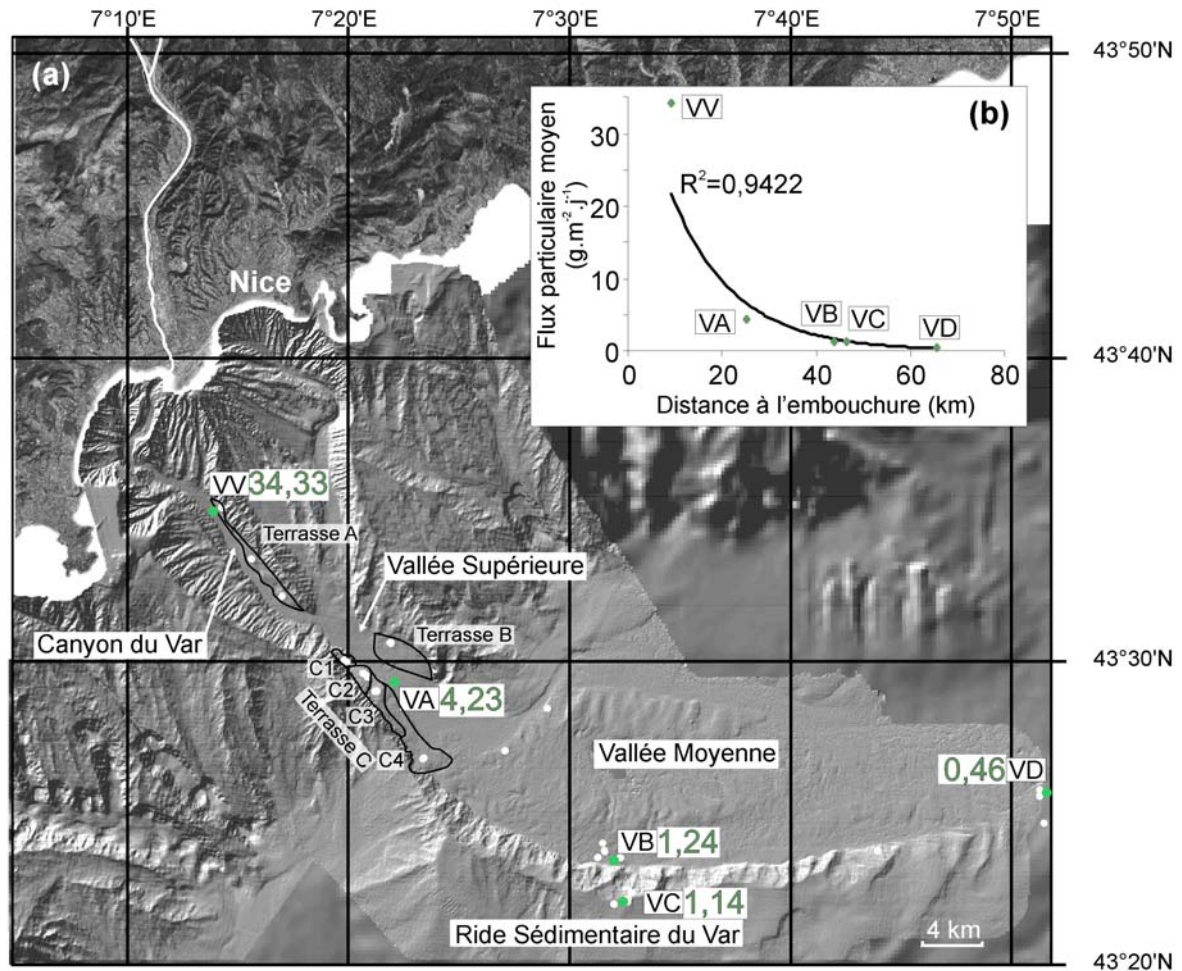 7°10'E 7°20'E 7°30'E 7°40'E 7°50'E
43°50'N
(a)
(b)
Flux particulaire moyen
(g.m⁻².j⁻¹)
30
20
10
0
VV
R²=0,9422
VA
VB
VC
VD
0 20 40 60 80
Distance à l'embouchure (km)
Nice
43°40'N
VV 34,33
Terrasse A
Vallée Supérieure
Canyon du Var
Terrasse B
43°30'N
C1
C2
VA 4,23
C3
Terrasse C
C4
Vallée Moyenne
0,46 VD
VB 1,24
VC 1,14
Ride Sédimentaire du Var
4 km
43°20'N